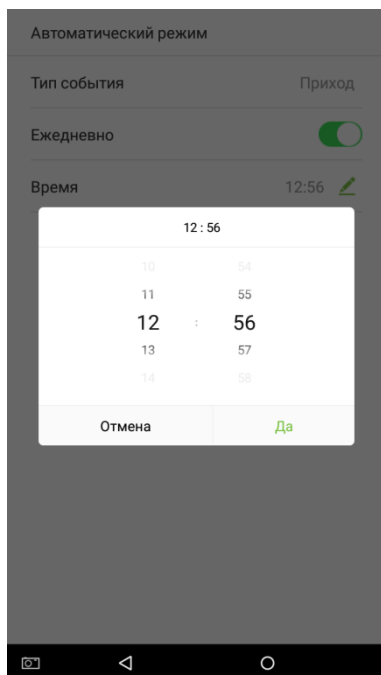 Автоматический режим
Тип события Приход
Ежедневно
Время 12:56
12 : 56
10 54
11 55
12 : 56
13 57
14 58
Отмена Да